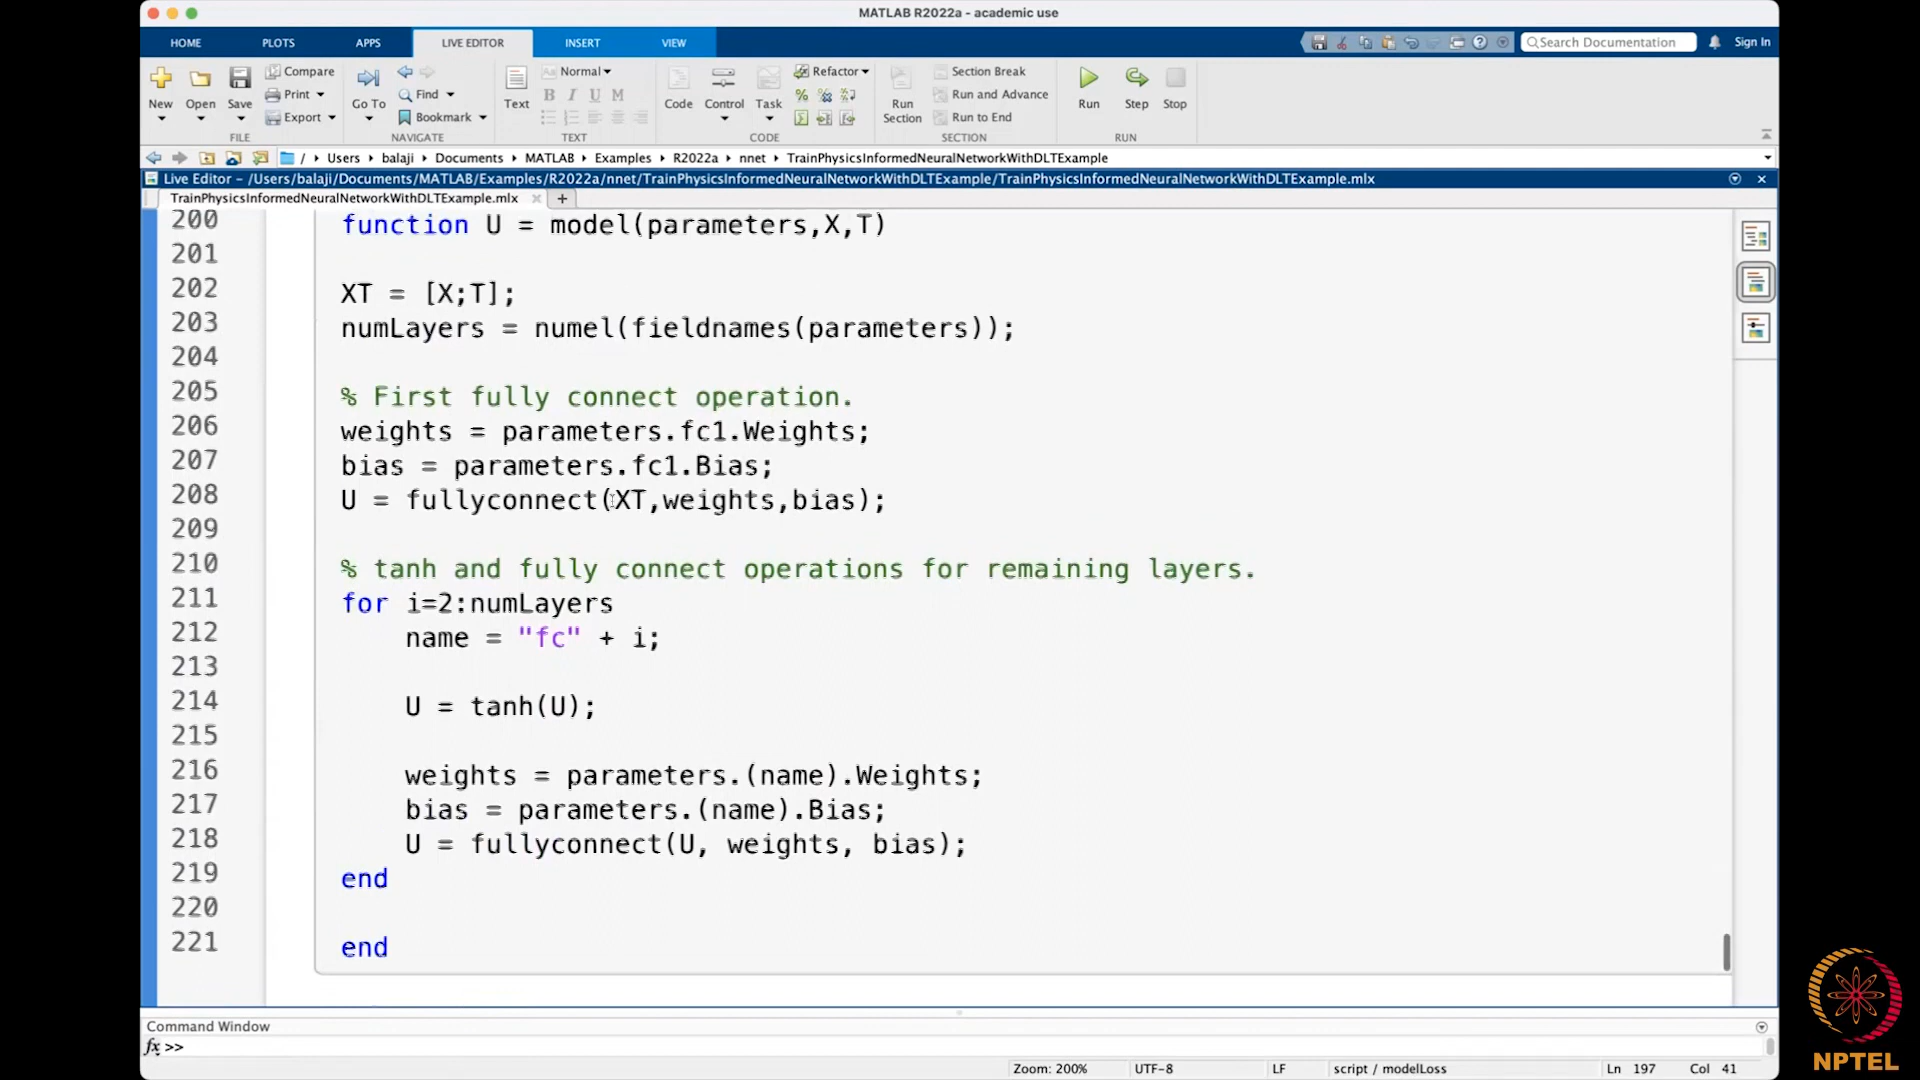 MATLAB R2022a - academic use
HOME PLOTS APPS LIVE EDITOR INSERT VIEW Search Documentation Sign In
New Open Save Compare Print Export FILE
Go To Find Bookmark NAVIGATE
Text Aa Normal B I U M TEXT
Code Control Task Refactor CODE
Run Section Section Break Run and Advance Run to End SECTION
Run Step Stop RUN
/ Users balaji Documents MATLAB Examples R2022a nnet TrainPhysicsInformedNeuralNetworkWithDLTExample
Live Editor - /Users/balaji/Documents/MATLAB/Examples/R2022a/nnet/TrainPhysicsInformedNeuralNetworkWithDLTExample/TrainPhysicsInformedNeuralNetworkWithDLTExample.mlx
TrainPhysicsInformedNeuralNetworkWithDLTExample.mlx
200 function U = model(parameters,X,T)
201
202 XT = [X;T];
203 numLayers = numel(fieldnames(parameters));
204
205 % First fully connect operation.
206 weights = parameters.fc1.Weights;
207 bias = parameters.fc1.Bias;
208 U = fullyconnect(XT,weights,bias);
209
210 % tanh and fully connect operations for remaining layers.
211 for i=2:numLayers
212 name = "fc" + i;
213
214 U = tanh(U);
215
216 weights = parameters.(name).Weights;
217 bias = parameters.(name).Bias;
218 U = fullyconnect(U, weights, bias);
219 end
220
221 end
Command Window
fx >>
Zoom: 200% UTF-8 LF script / modelLoss Ln 197 Col 41
NPTEL